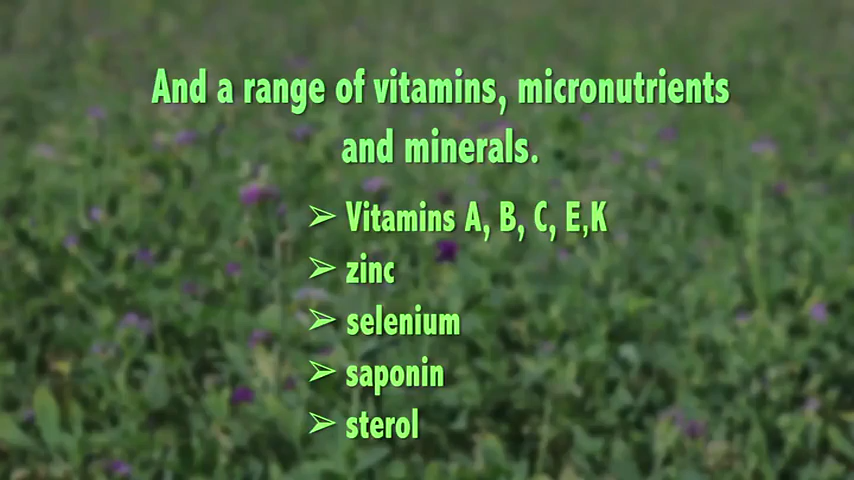 And a range of vitamins, micronutrients
and minerals.
➢ Vitamins A, B, C, E,K
➢ zinc
➢ selenium
➢ saponin
➢ sterol